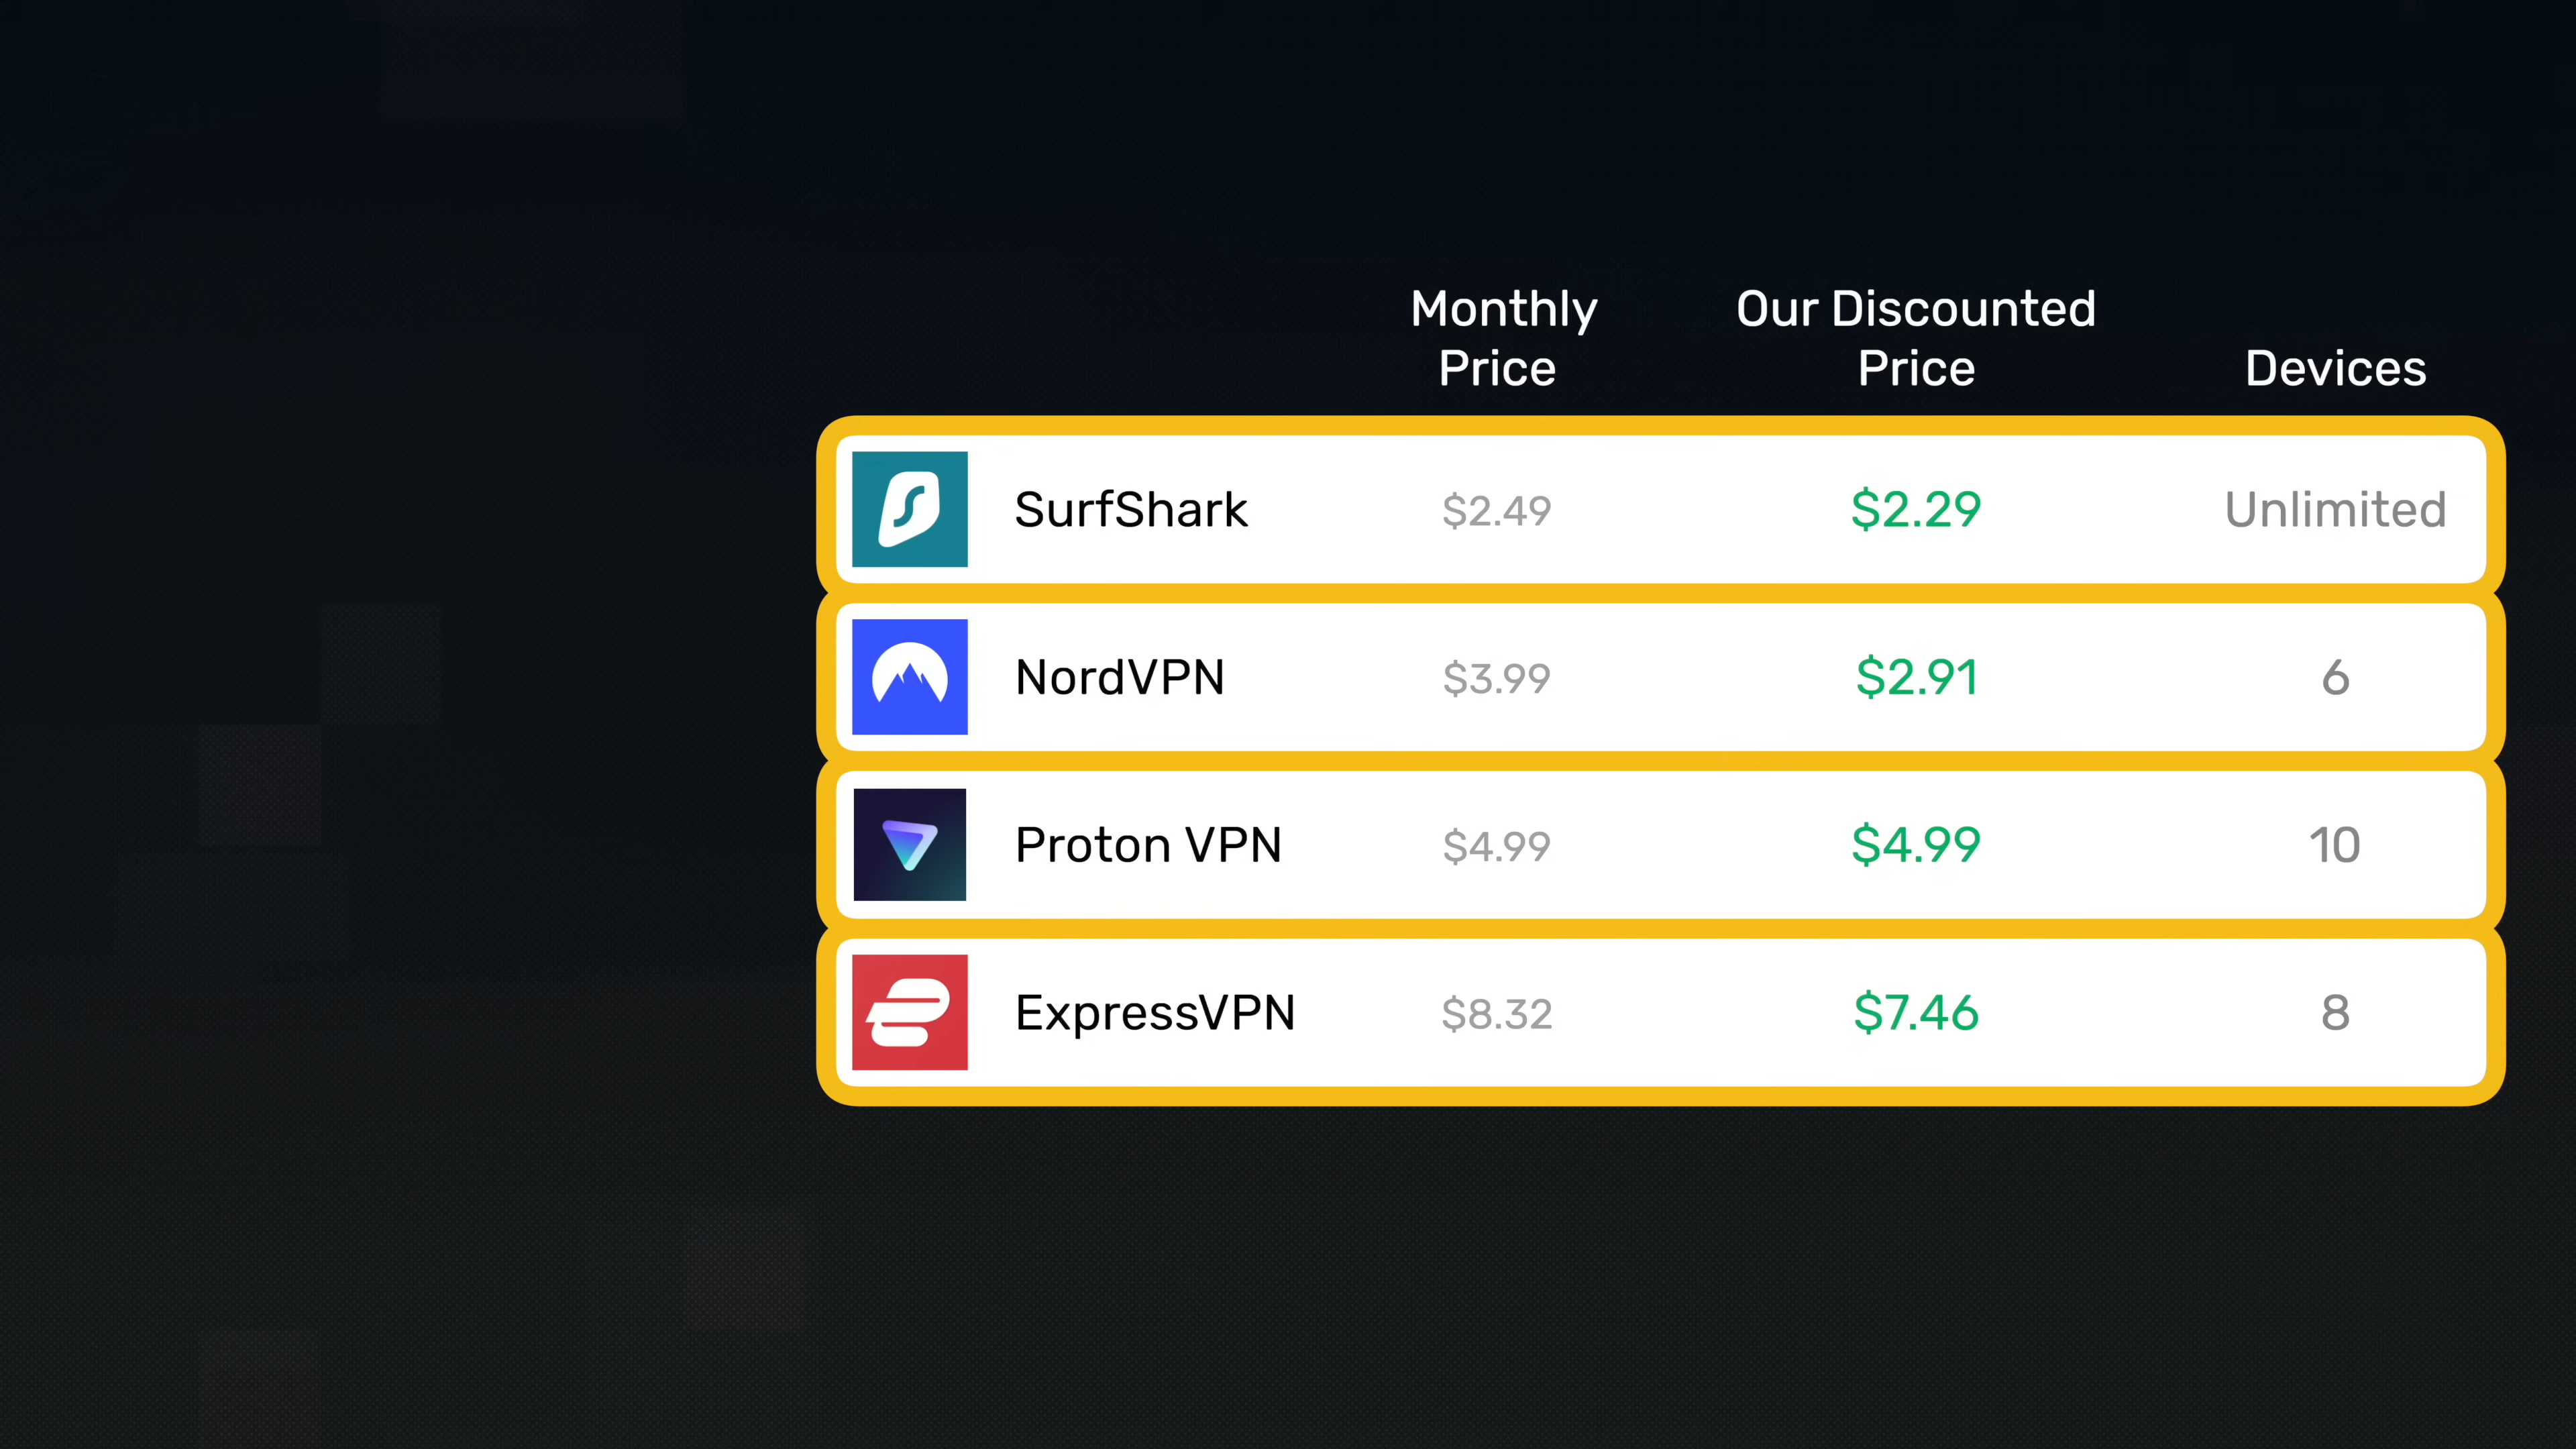 Monthly
Price
Our Discounted
Price
Devices
SurfShark $2.49 $2.29 Unlimited
NordVPN $3.99 $2.91 6
Proton VPN $4.99 $4.99 10
ExpressVPN $8.32 $7.46 8